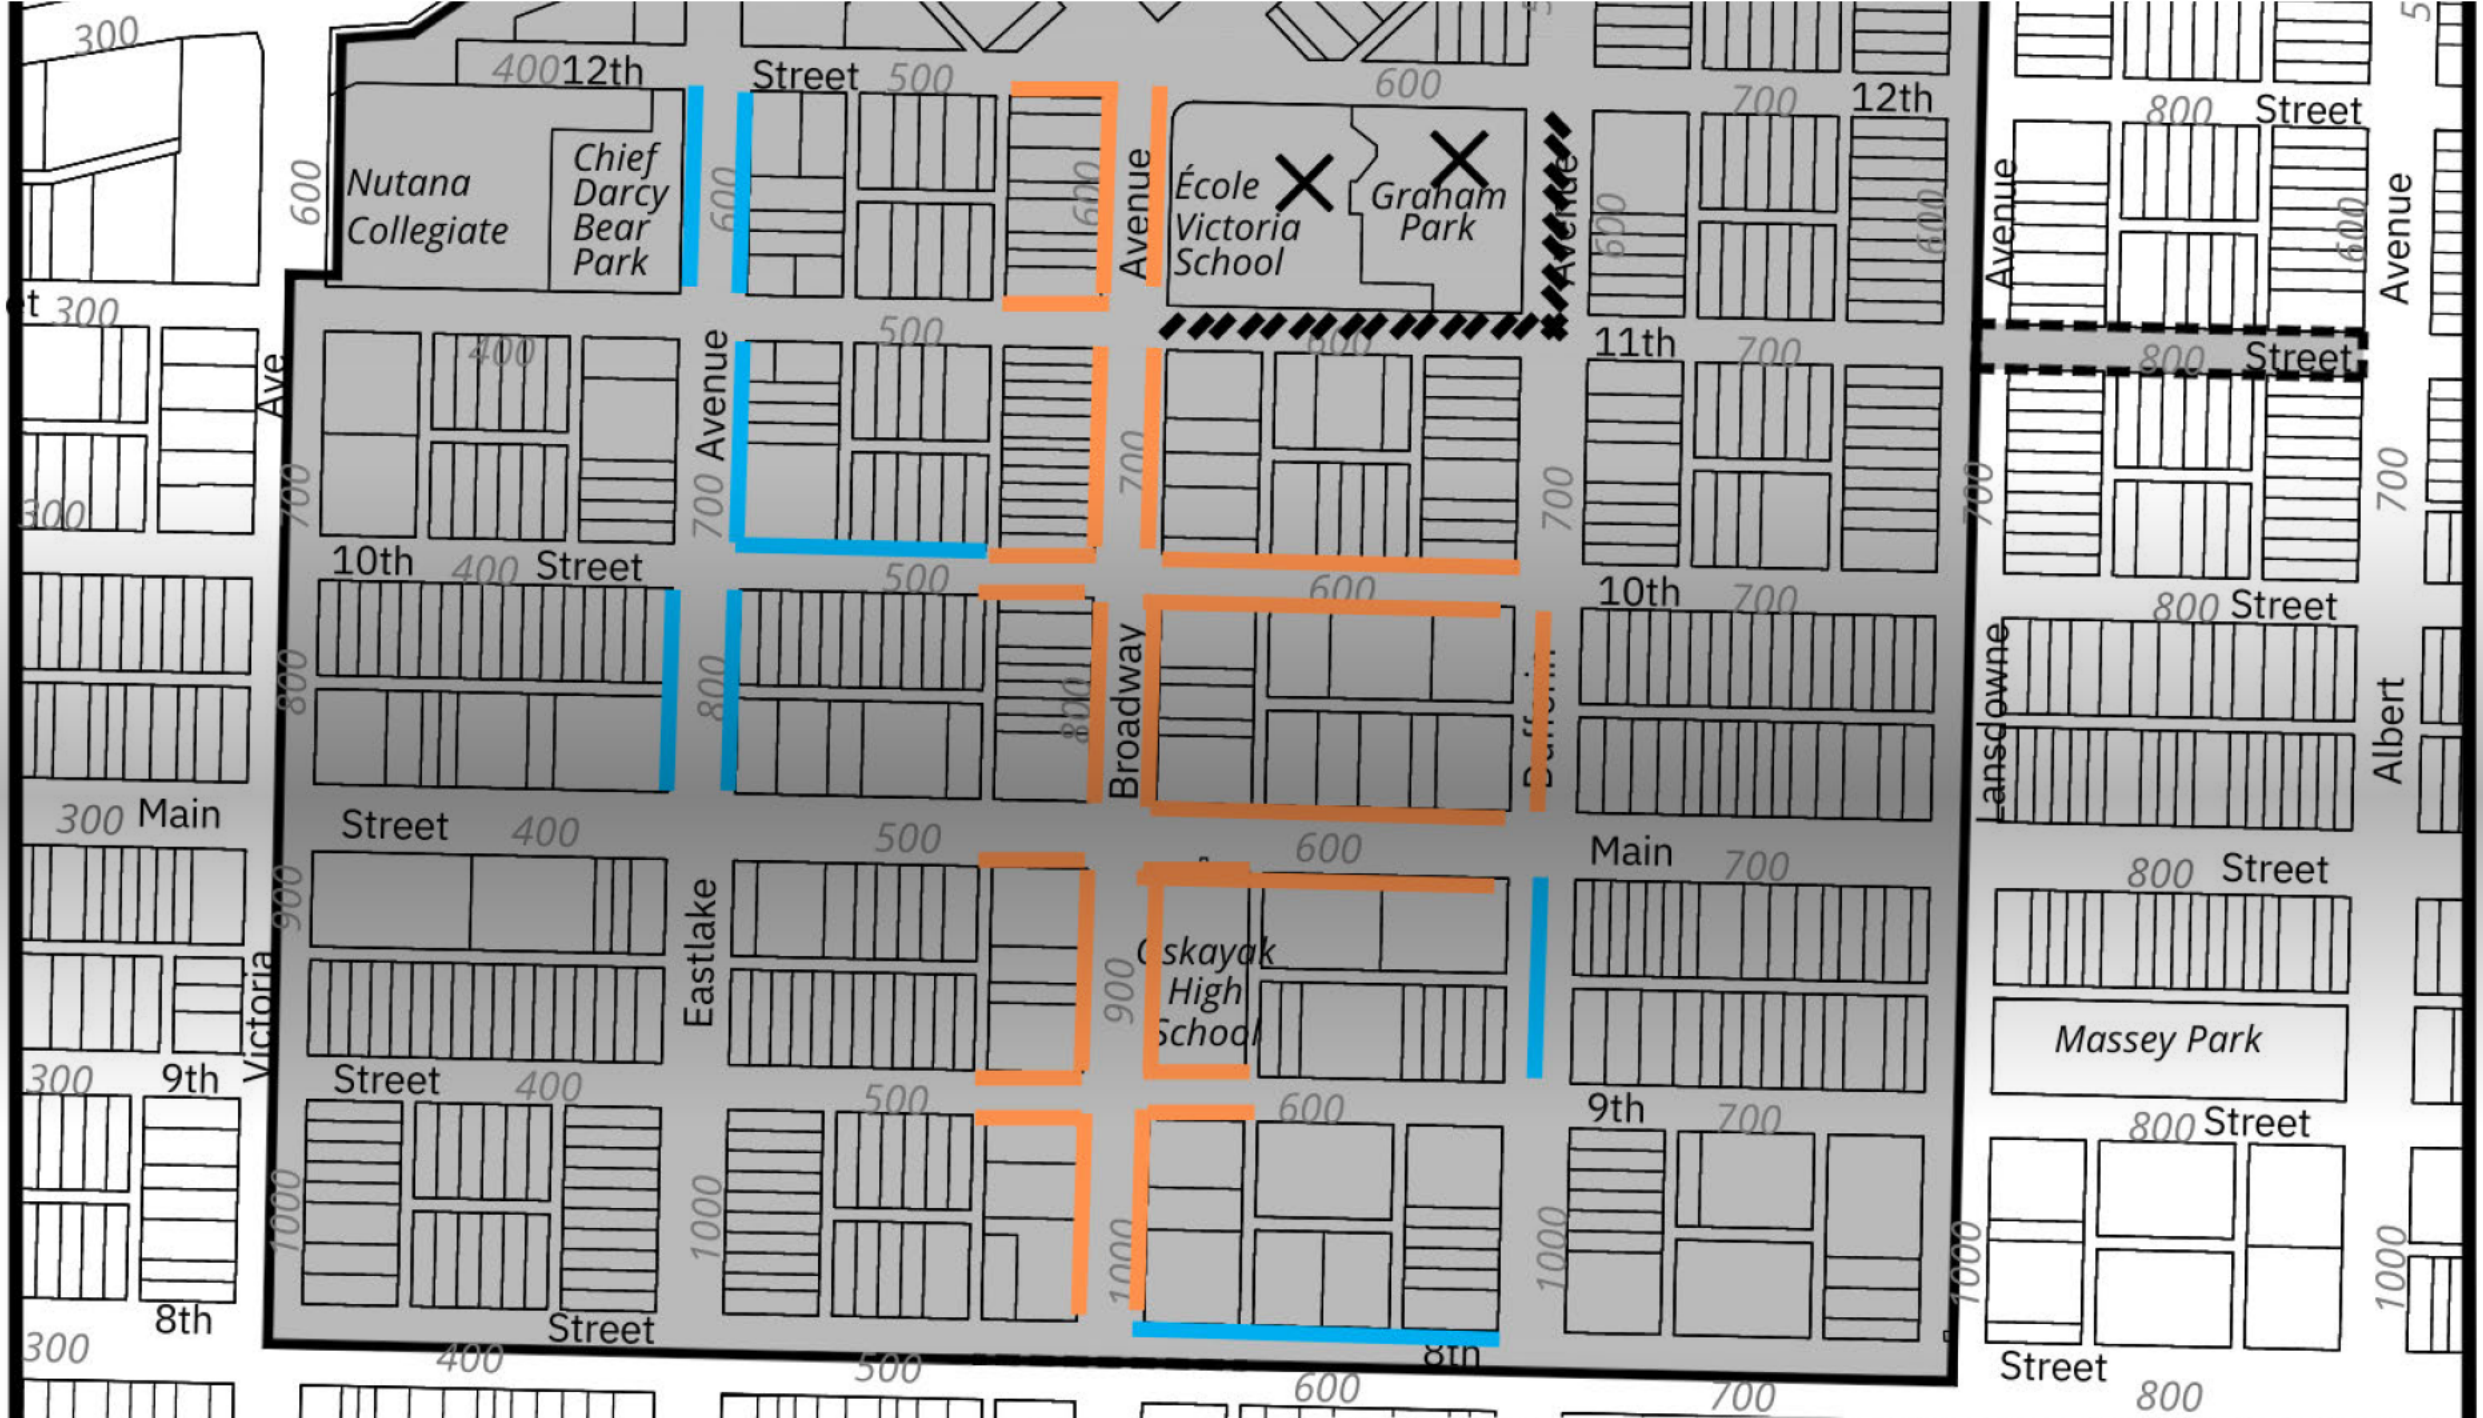 300
400 12th Street 500 600 700 12th 800 Street
600 Nutana Collegiate
Chief
Darcy
Bear
Park
600
600
Avenue
École
Victoria
School
Graham
Park
Avenue
600
600
Avenue
600
Avenue
300
400
500
600
11th 700 800 Street
Ave
Avenue
300
700
700
700
700
700
700
10th 400 Street 500 600 10th 700 800 Street
800
800
800
Broadway
Dufferin
Lansdowne
Albert
300 Main Street 400 500 600 Main 700 800 Street
900
Victoria
Eastlake
900
Oskayak
High
School
Massey Park
300 9th Street 400 500 600 9th 700 800 Street
1000
1000
1000
1000
1000
1000
8th Street 8th Street
300 400 500 600 700 800